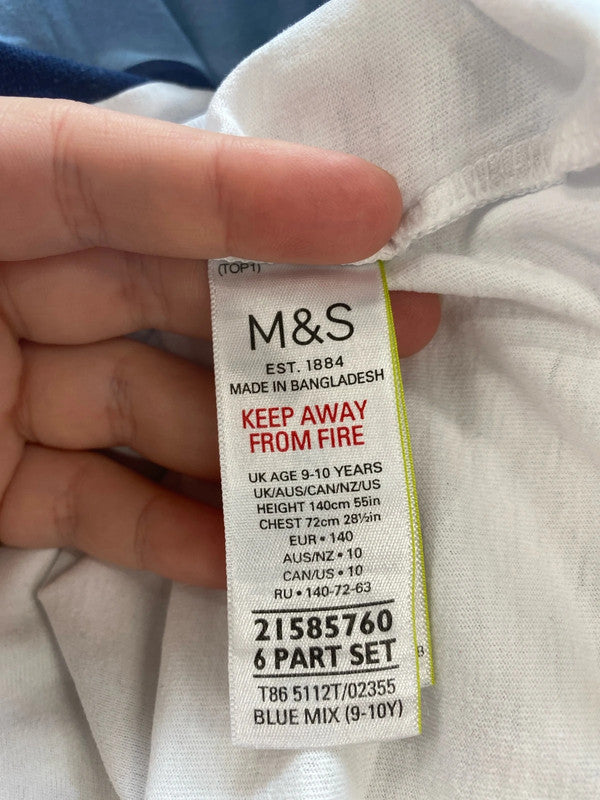 (TOP1)
M&S
EST. 1884
MADE IN BANGLADESH
KEEP AWAY
FROM FIRE
UK AGE 9-10 YEARS
UK/AUS/CAN/NZ/US
HEIGHT 140cm 55in
CHEST 72cm 28½in
EUR • 140
AUS/NZ • 10
CAN/US • 10
RU • 140-72-63
21585760
6 PART SET
T86 5112T/02355
BLUE MIX (9-10Y)